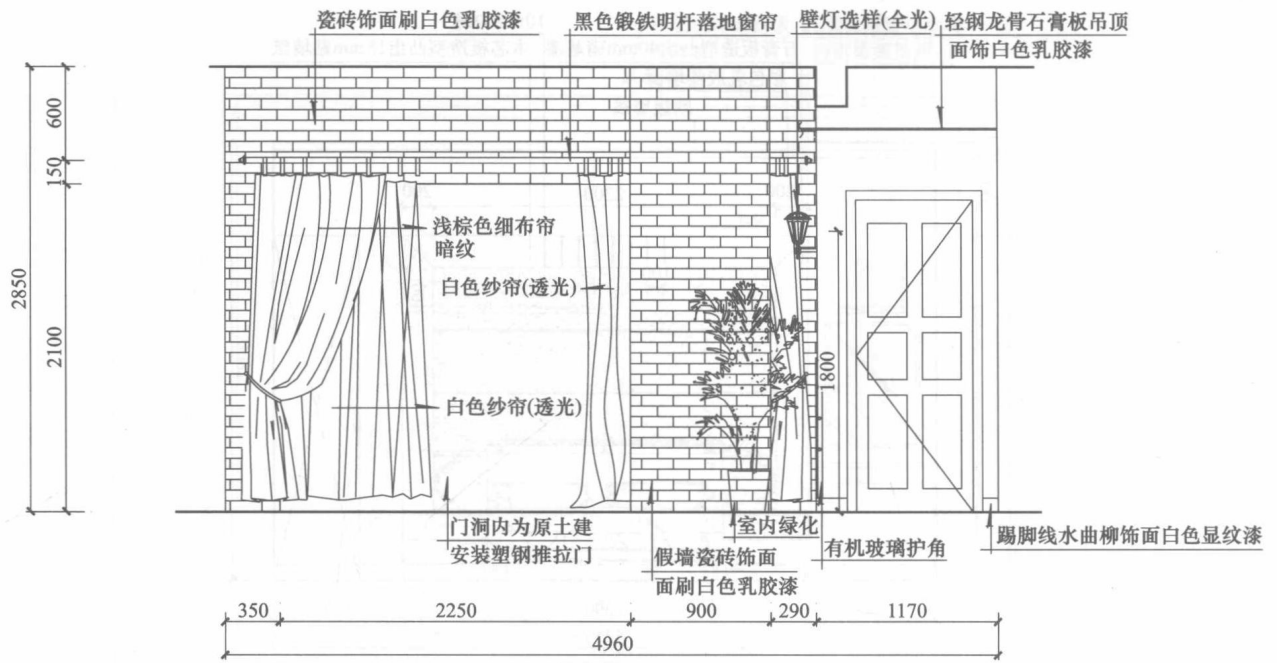 瓷砖饰面刷白色乳胶漆
黑色锻铁明杆落地窗帘
壁灯选样(全光)
轻钢龙骨石膏板吊顶
面饰白色乳胶漆
600
150
2850
2100
浅棕色细布帘
暗纹
白色纱帘(透光)
白色纱帘(透光)
1800
门洞内为原土建
安装塑钢推拉门
假墙瓷砖饰面
面刷白色乳胶漆
室内绿化
有机玻璃护角
踢脚线水曲柳饰面白色显纹漆
350
2250
900
290
1170
4960